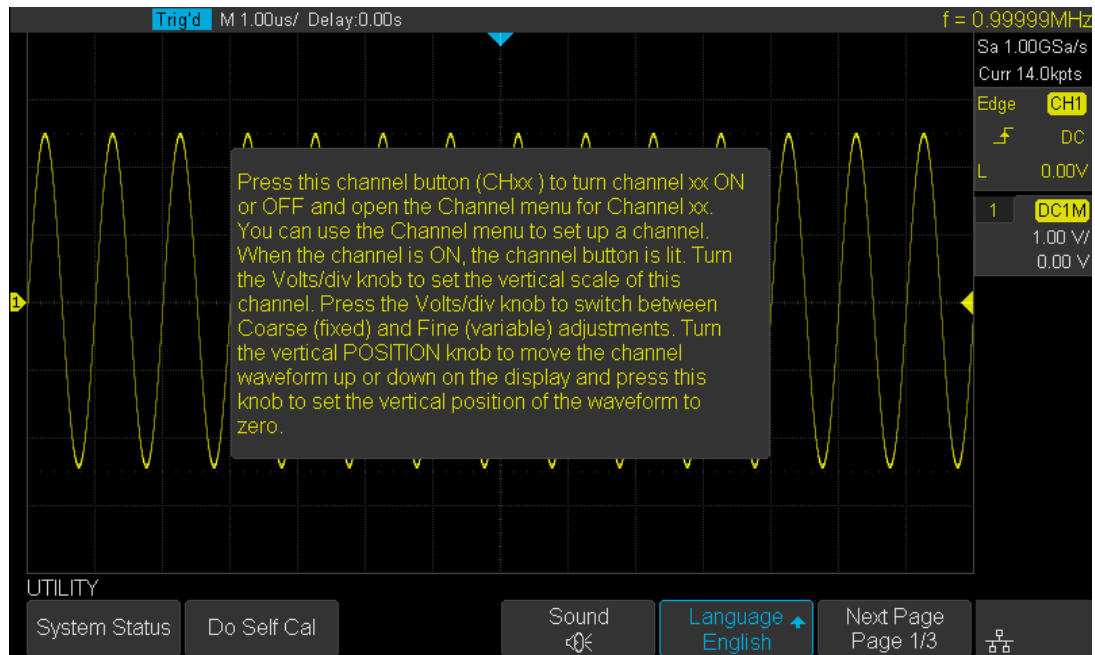 Trig'd M 1.00us/ Delay:0.00s f = 0.99999MHz
Sa 1.00GSa/s
Curr 14.0kpts
Edge CH1
DC
L 0.00V
1 DC1M
1.00 V/
0.00 V
1
Press this channel button (CHxx ) to turn channel xx ON
or OFF and open the Channel menu for Channel xx.
You can use the Channel menu to set up a channel.
When the channel is ON, the channel button is lit. Turn
the Volts/div knob to set the vertical scale of this
channel. Press the Volts/div knob to switch between
Coarse (fixed) and Fine (variable) adjustments. Turn
the vertical POSITION knob to move the channel
waveform up or down on the display and press this
knob to set the vertical position of the waveform to
zero.
UTILITY
System Status
Do Self Cal
Sound
Language
English
Next Page
Page 1/3